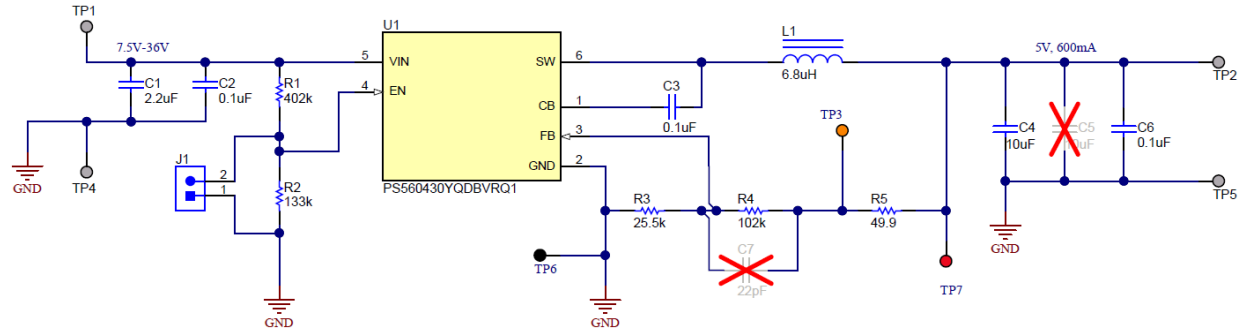 TP1
U1
7.5V-36V
L1
5V, 600mA
5
VIN
SW
6
TP2
C1
2.2uF
C2
0.1uF
R1
402k
4
EN
6.8uH
C3
CB
1
0.1uF
TP3
FB
3
C4
10uF
C5
10uF
C6
0.1uF
GND
TP4
J1
2
1
GND
2
PS560430YQDBVRQ1
R2
133k
R3
25.5k
R4
102k
R5
49.9
TP5
GND
TP6
C7
22pF
TP7
GND
GND